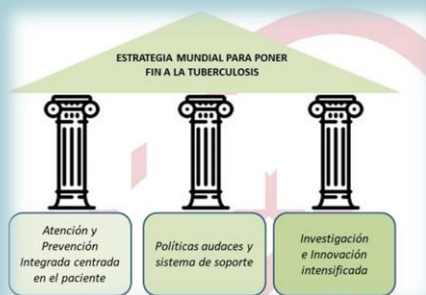 ESTRATEGIA MUNDIAL PARA PONER
FIN A LA TUBERCULOSIS
Atención y
Prevención
Integrada centrada
en el paciente
Políticas audaces y
sistema de soporte
Investigación
e Innovación
intensificada